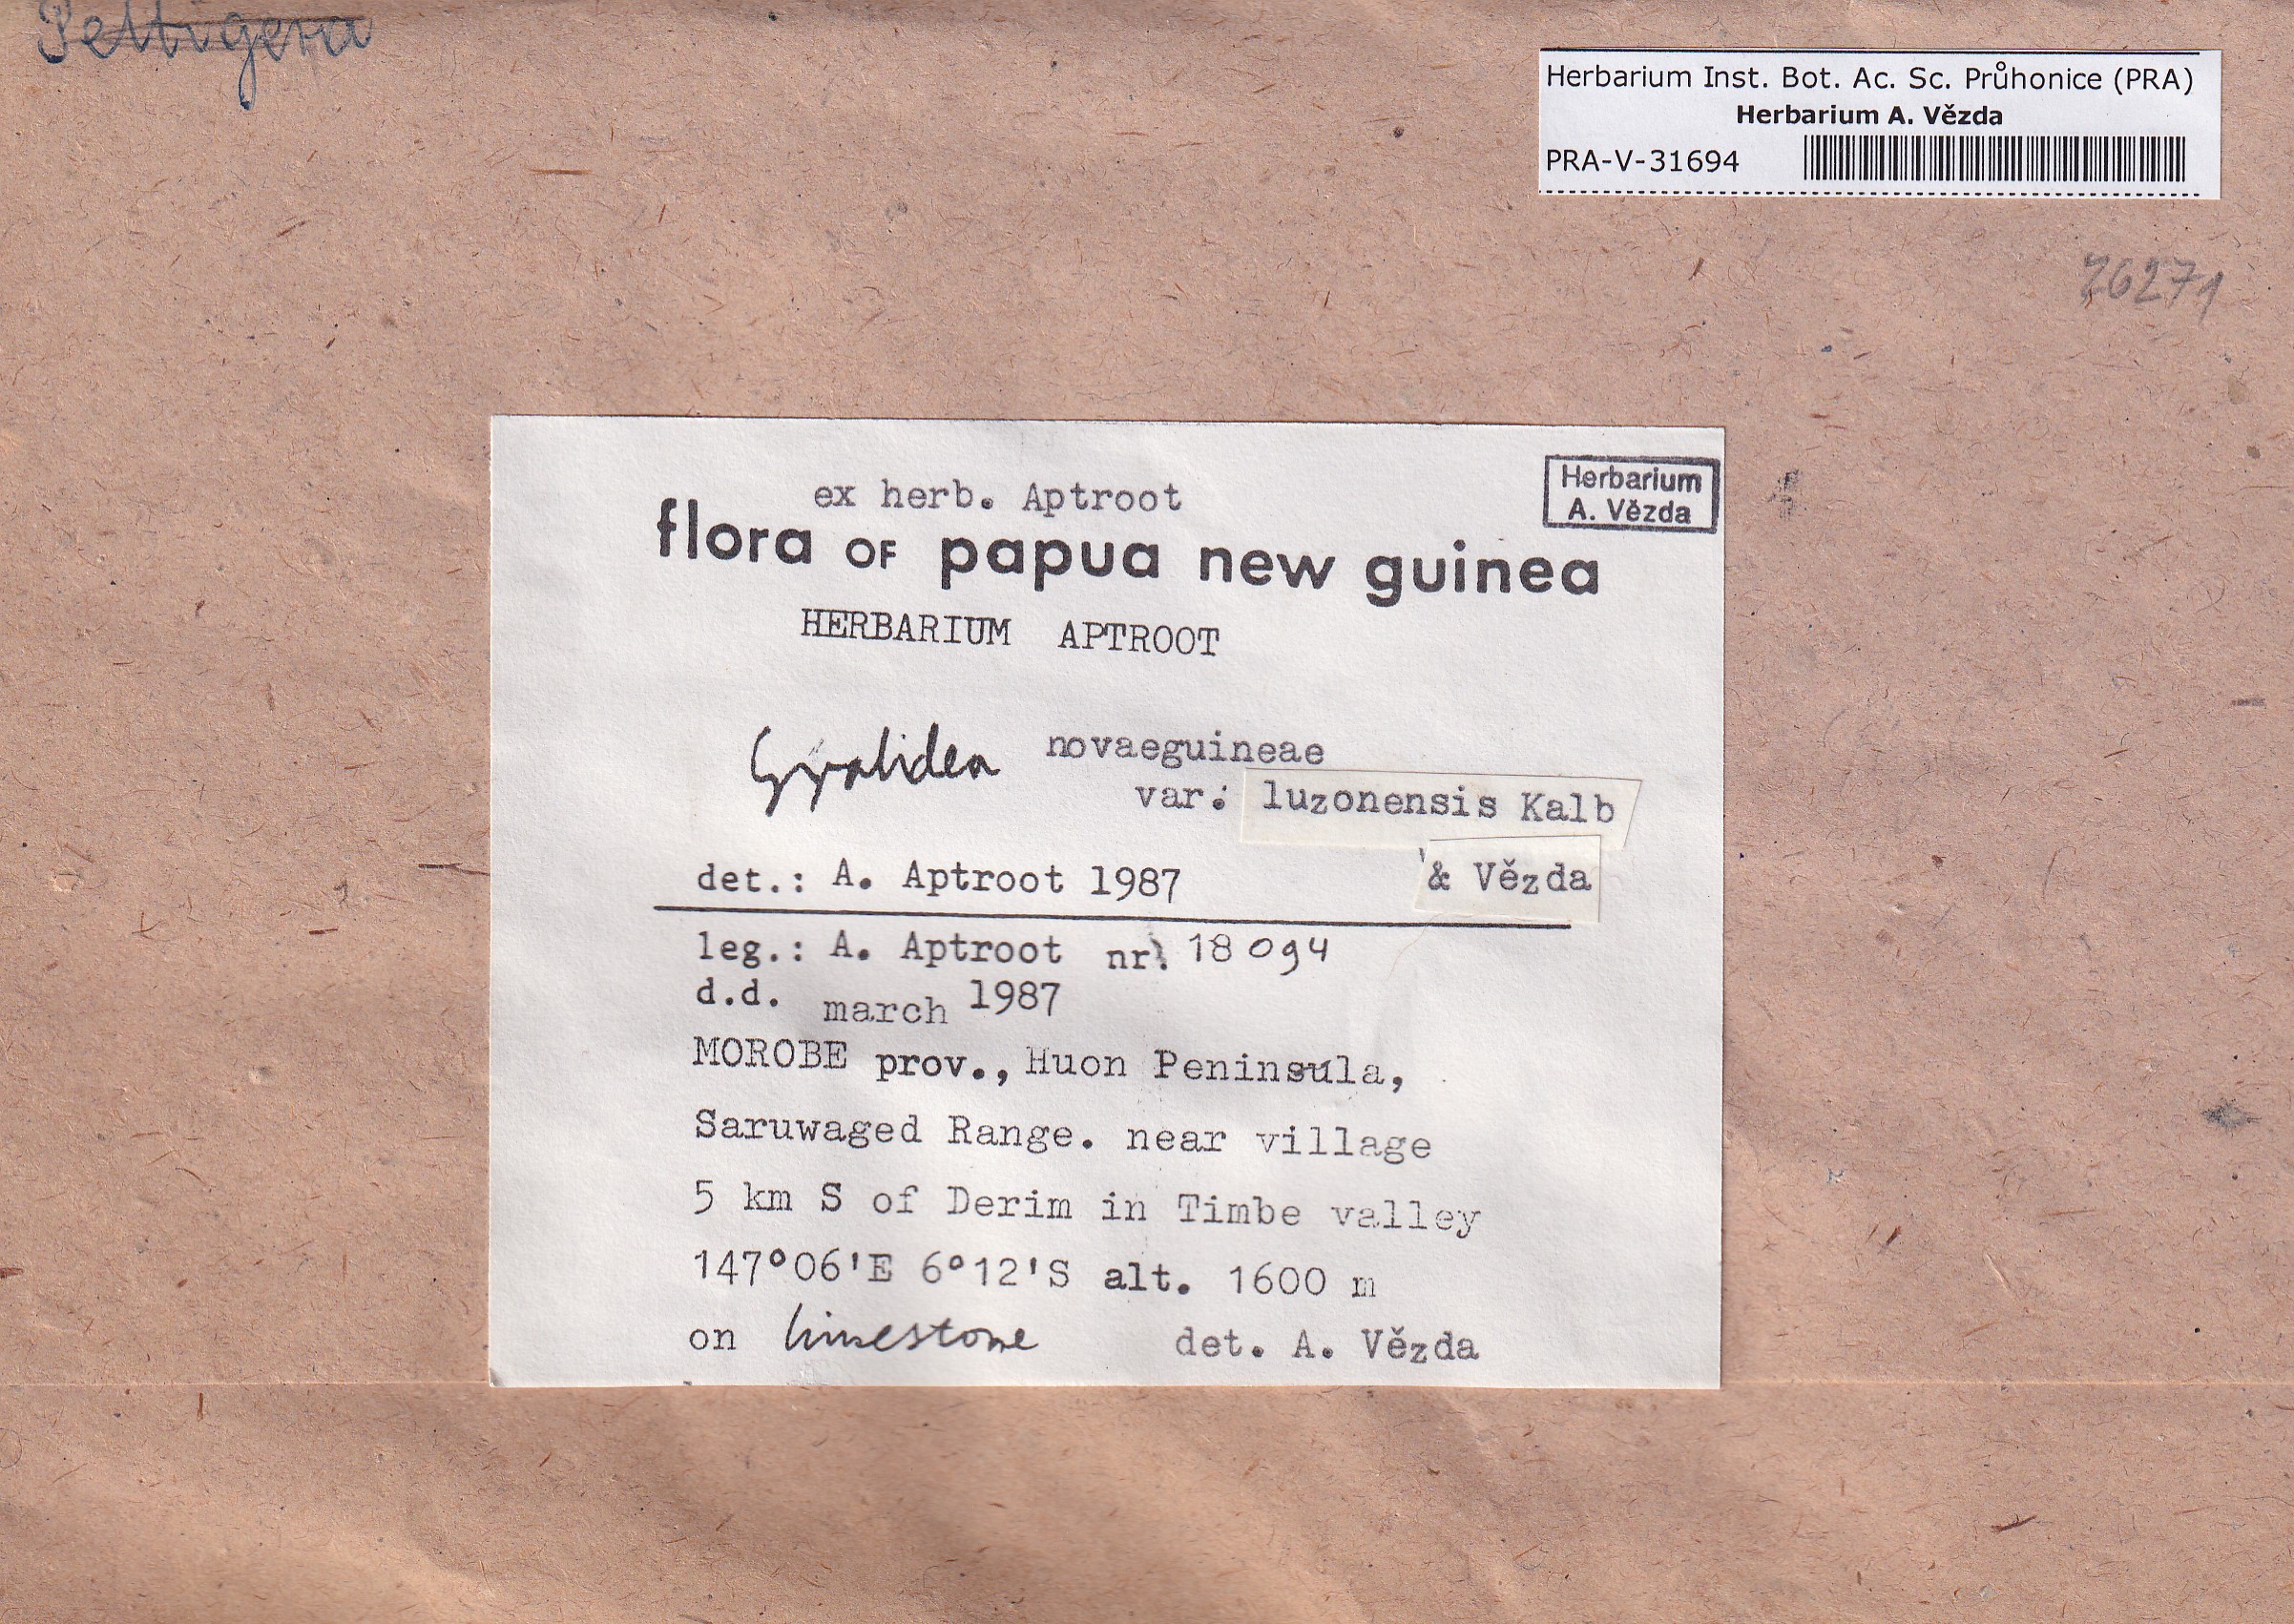 Peltigera
Herbarium Inst. Bot. Ac. Sc. Průhonice (PRA)
Herbarium A. Vězda
PRA-V-31694
26271
Herbarium
A. Vězda
ex herb. Aptroot
flora OF papua new guinea
HERBARIUM APTROOT
Gyalidea novaeguineae
var. luzonensis Kalb
& Vězda
det.: A. Aptroot 1987
leg.: A. Aptroot nr. 18094
d.d. march 1987
MOROBE prov., Huon Peninsula,
Saruwaged Range. near village
5 km S of Derim in Timbe valley
147°06'E 6°12'S alt. 1600 m
on limestone det. A. Vězda